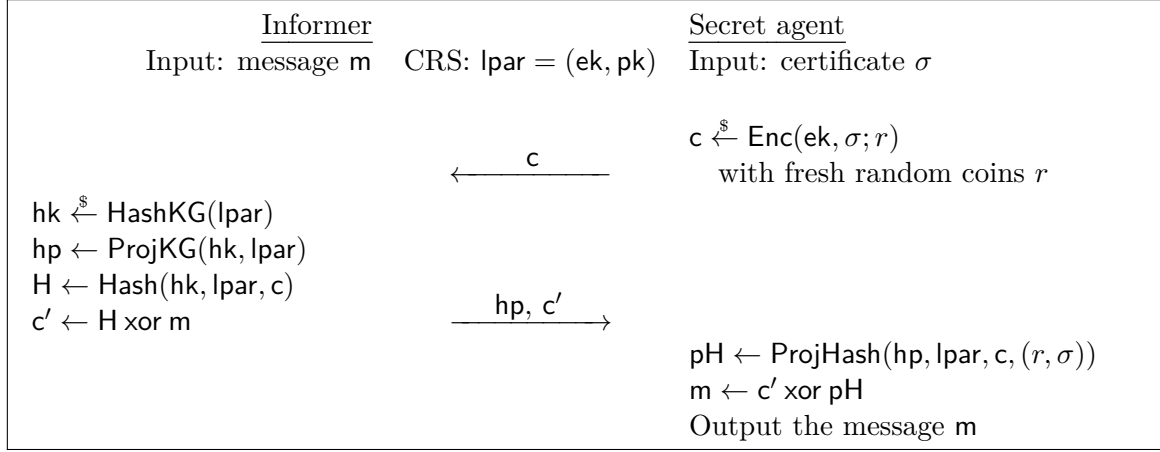 Informer Secret agent
Input: message m CRS: lpar = (ek, pk) Input: certificate σ
c $← Enc(ek, σ; r)
c
with fresh random coins r
hk $← HashKG(lpar)
hp ← ProjKG(hk, lpar)
H ← Hash(hk, lpar, c)
hp, c′
c′ ← H xor m
pH ← ProjHash(hp, lpar, c, (r, σ))
m ← c′ xor pH
Output the message m